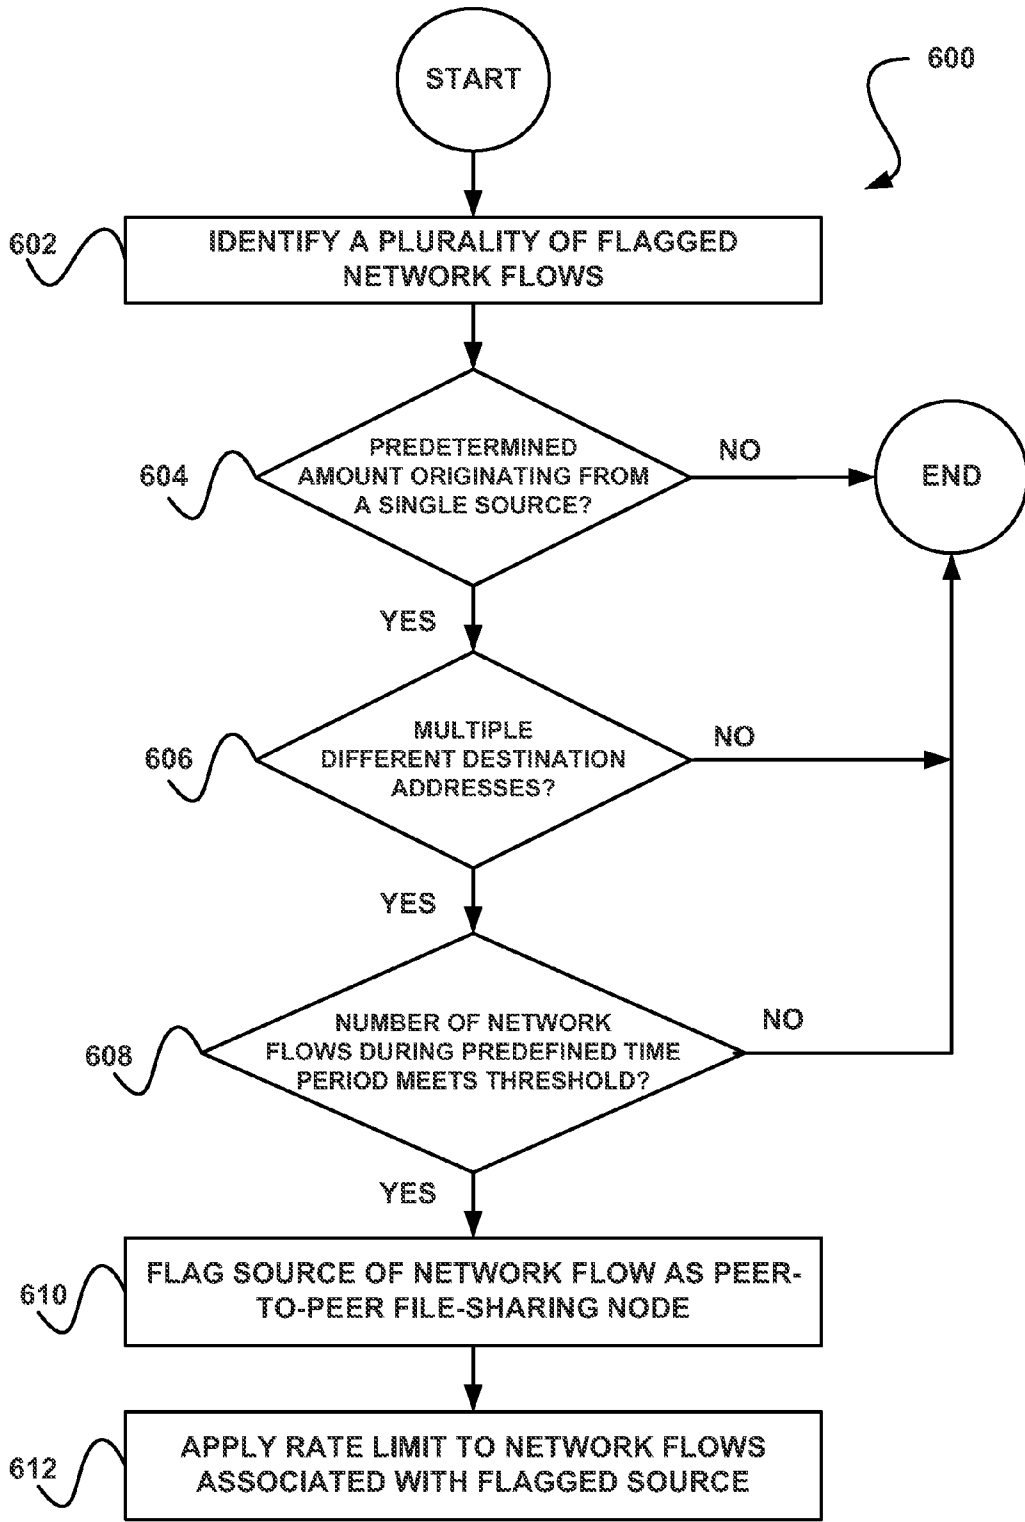 START
600
602
IDENTIFY A PLURALITY OF FLAGGED
NETWORK FLOWS
604
PREDETERMINED
AMOUNT ORIGINATING FROM
A SINGLE SOURCE?
NO
END
YES
606
MULTIPLE
DIFFERENT DESTINATION
ADDRESSES?
NO
YES
608
NUMBER OF NETWORK
FLOWS DURING PREDEFINED TIME
PERIOD MEETS THRESHOLD?
NO
YES
610
FLAG SOURCE OF NETWORK FLOW AS PEER-
TO-PEER FILE-SHARING NODE
612
APPLY RATE LIMIT TO NETWORK FLOWS
ASSOCIATED WITH FLAGGED SOURCE